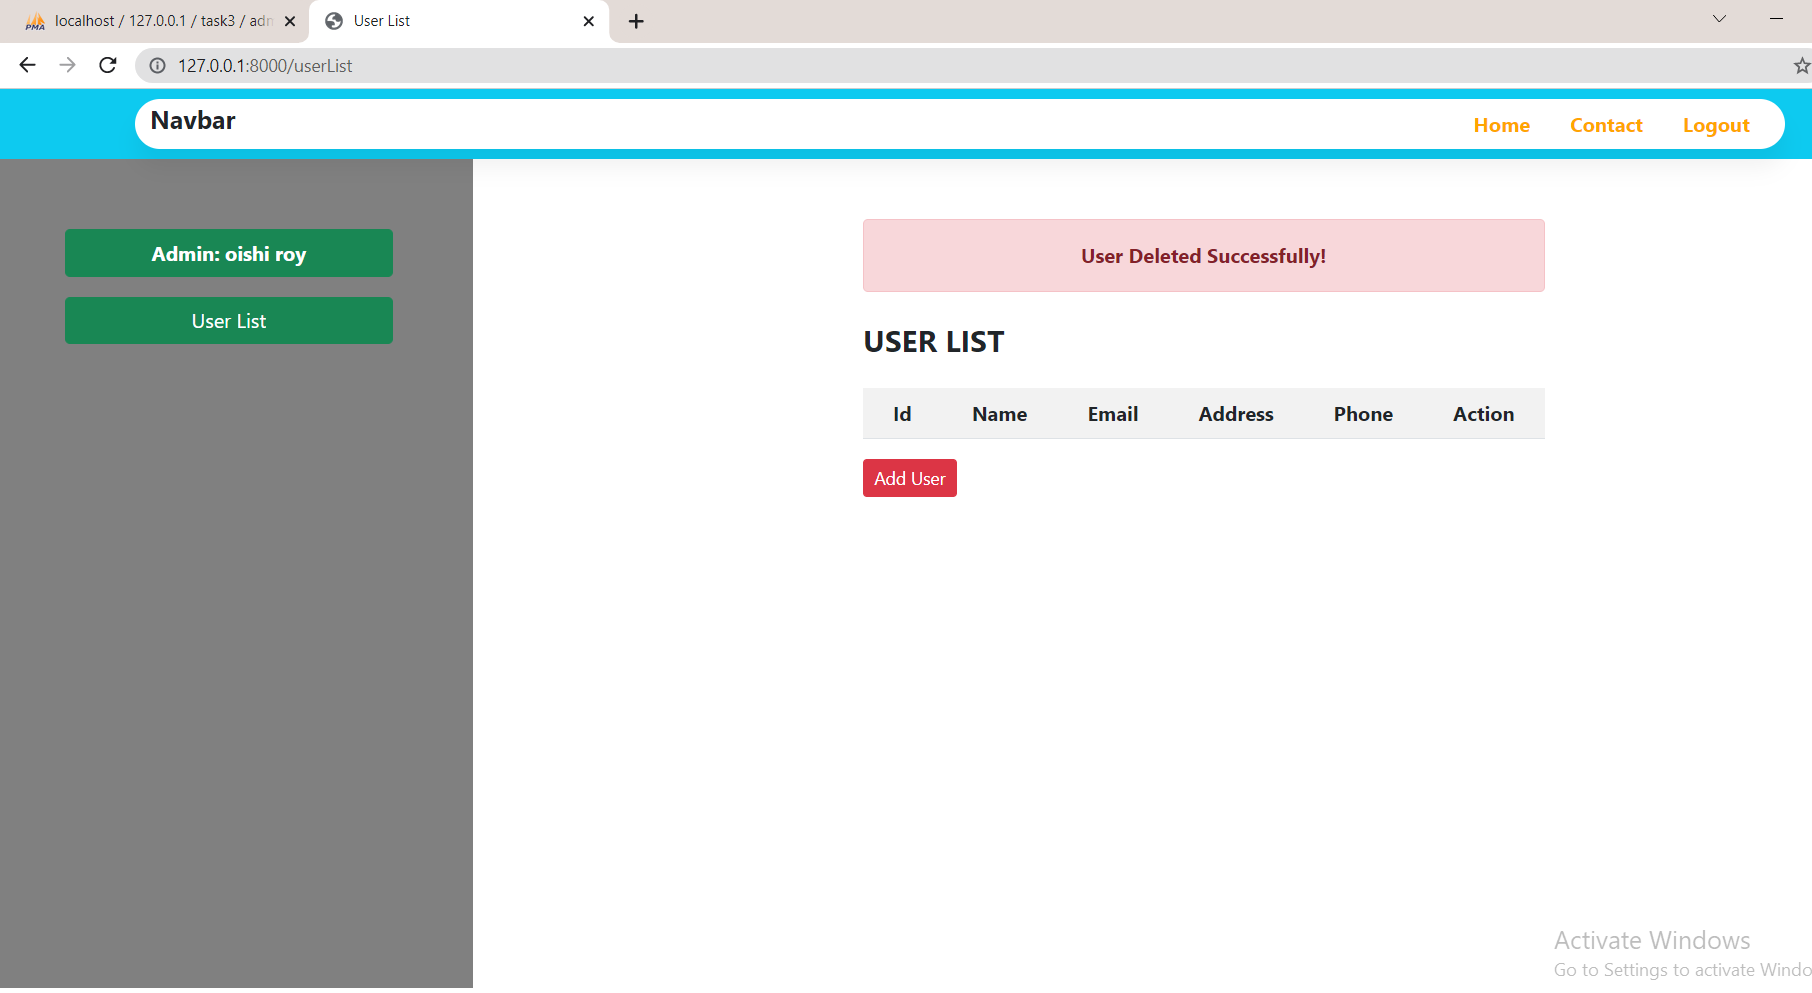 localhost / 127.0.0.1 / task3 / adn
User List
127.0.0.1:8000/userList
Navbar
Home
Contact
Logout
Admin: oishi roy
User List
User Deleted Successfully!
USER LIST
Id Name Email Address Phone Action
Add User
Activate Windows
Go to Settings to activate Windo
PMA